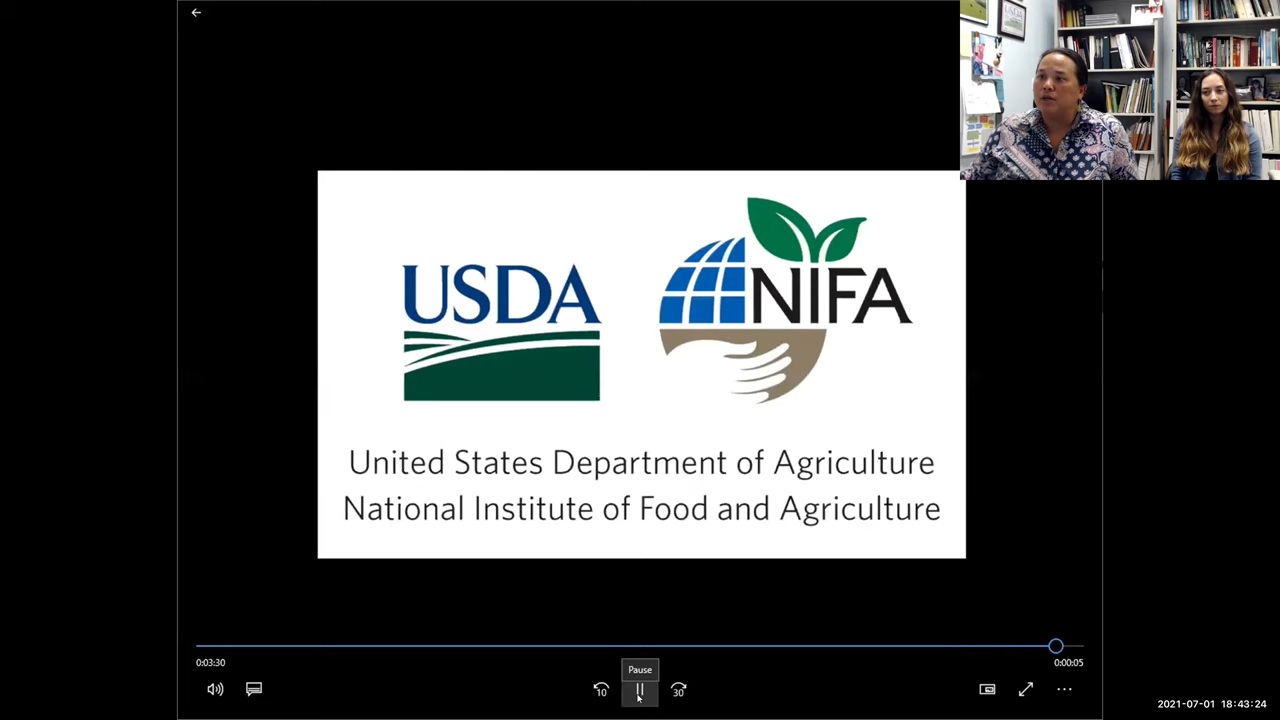 USDA
NIFA
United States Department of Agriculture
National Institute of Food and Agriculture
0:03:30
0:00:05
Pause
10
30
2021-07-01 18:43:24